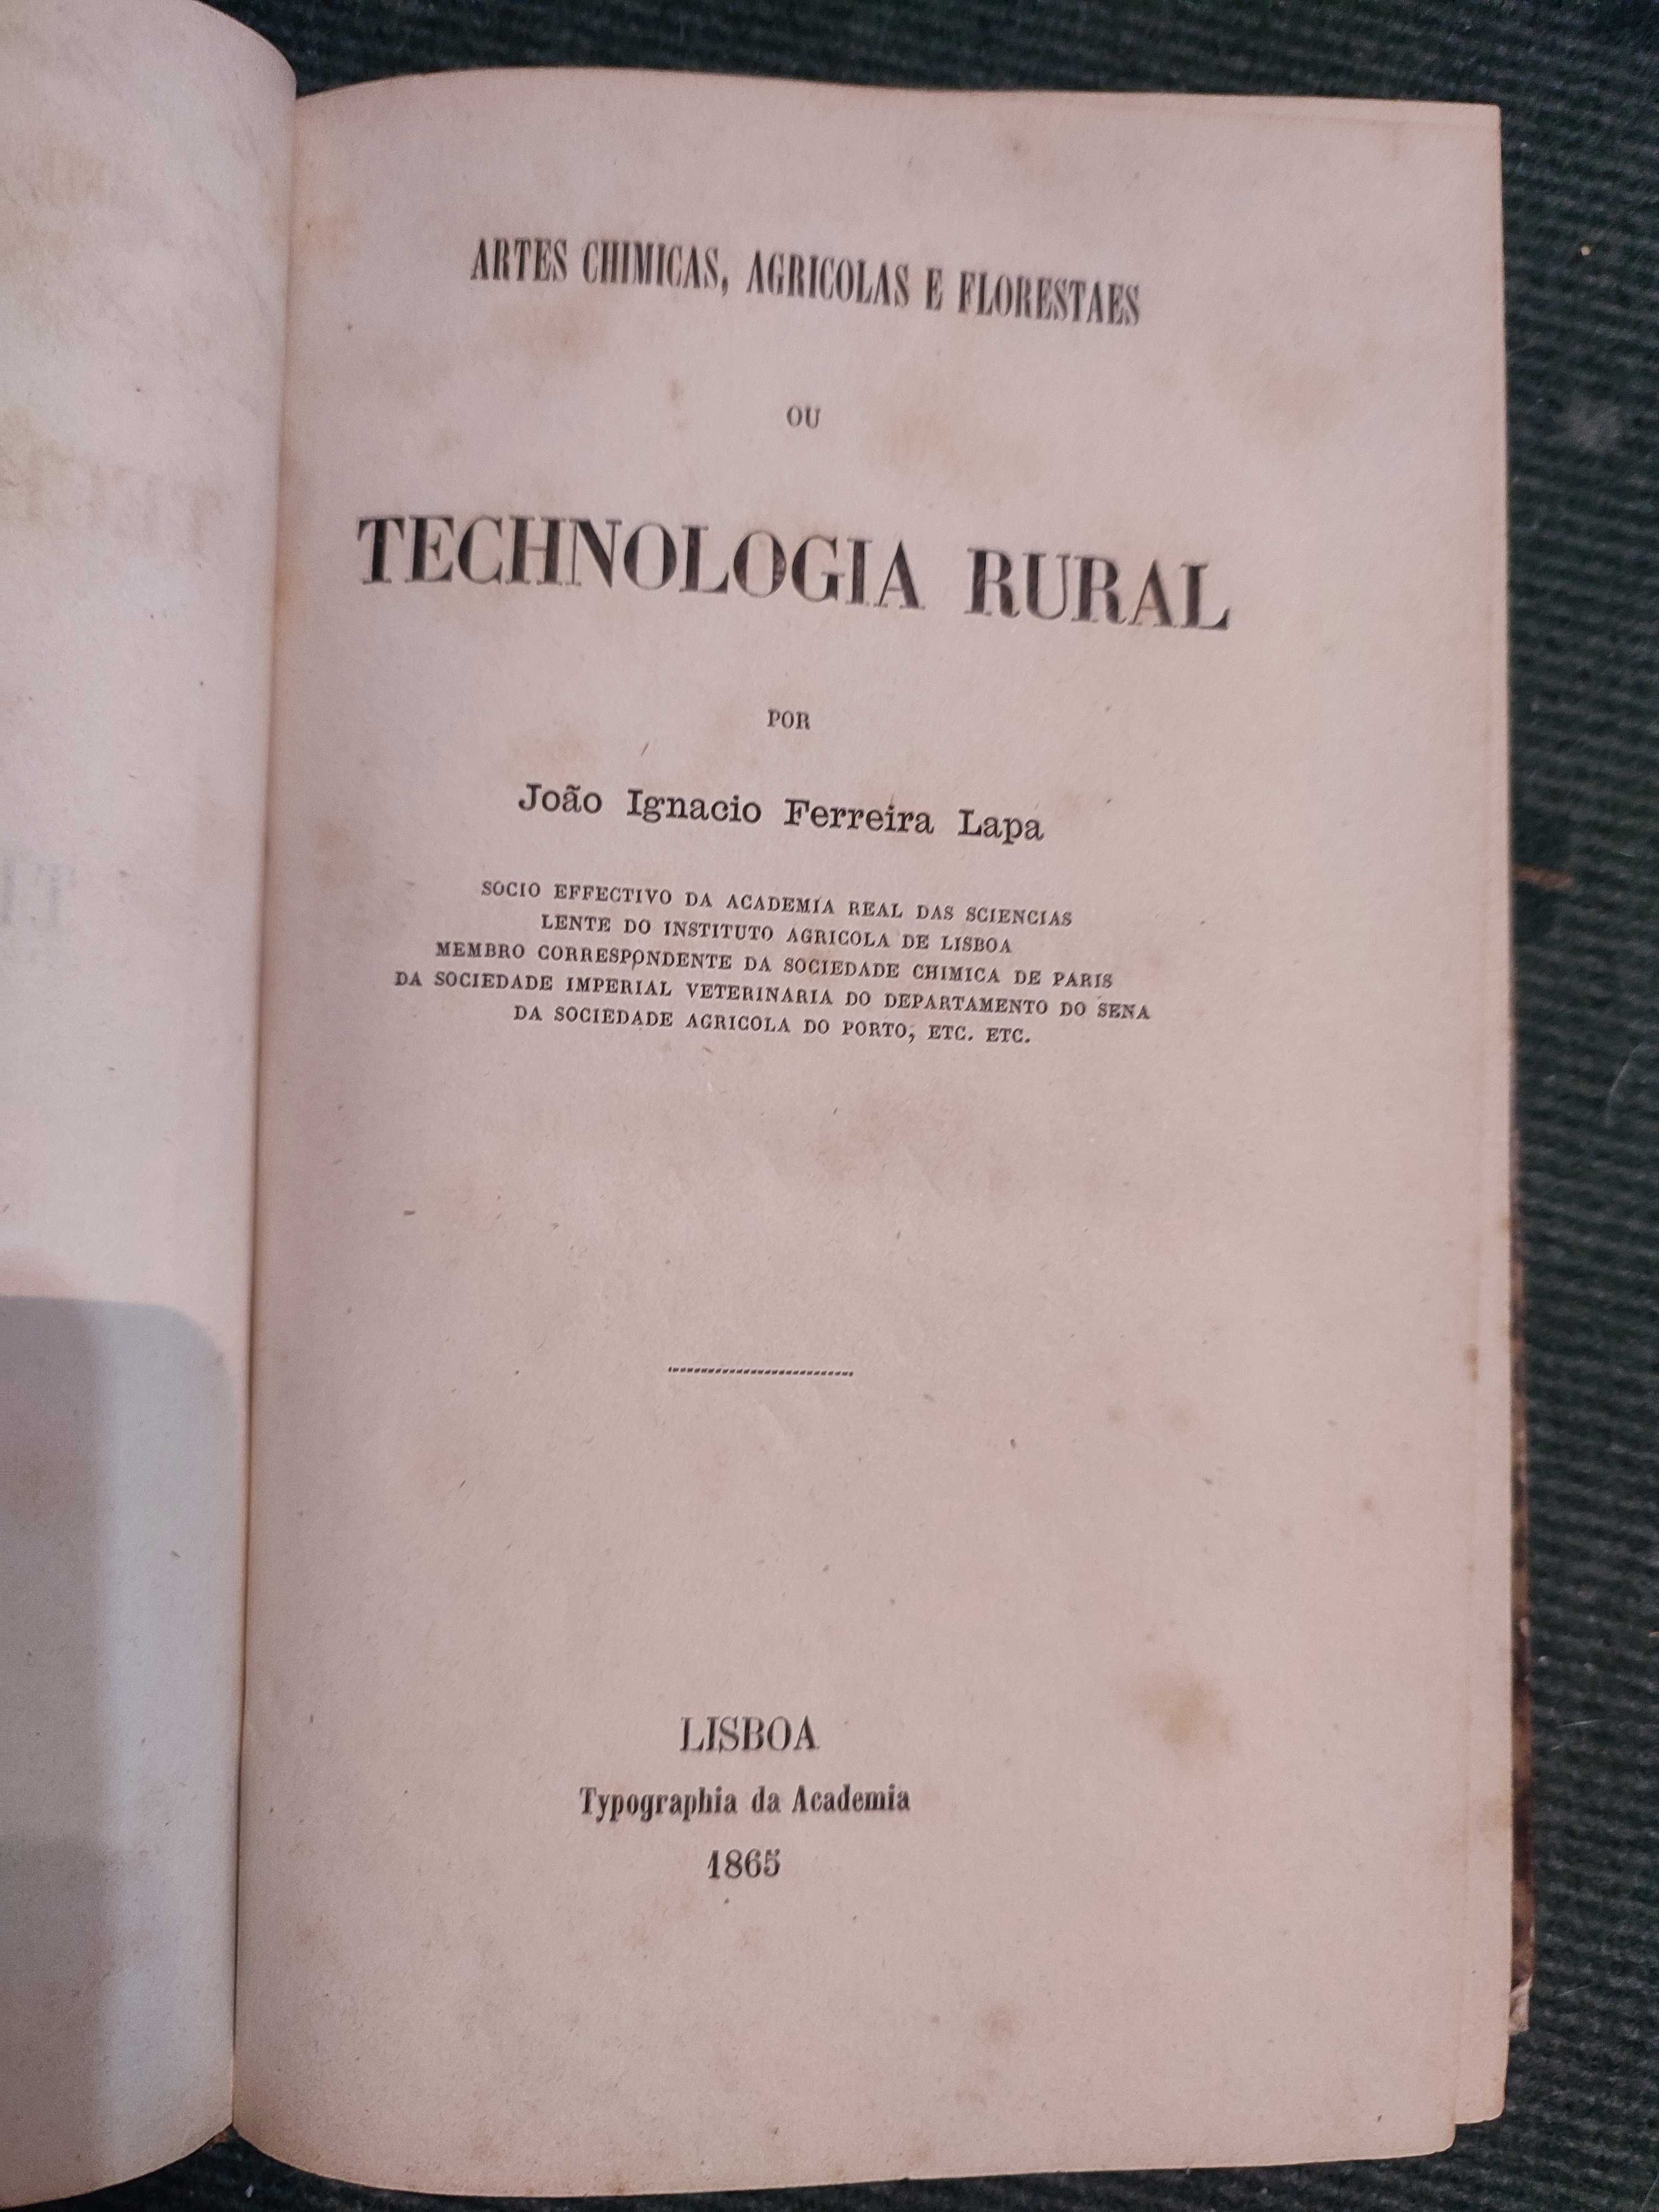 ARTES CHIMICAS, AGRICOLAS E FLORESTAES
OU
TECHNOLOGIA RURAL
POR
João Ignacio Ferreira Lapa
SOCIO EFFECTIVO DA ACADEMIA REAL DAS SCIENCIAS
LENTE DO INSTITUTO AGRICOLA DE LISBOA
MEMBRO CORRESPONDENTE DA SOCIEDADE CHIMICA DE PARIS
DA SOCIEDADE IMPERIAL VETERINARIA DO DEPARTAMENTO DO SENA
DA SOCIEDADE AGRICOLA DO PORTO, ETC. ETC.
LISBOA
Typographia da Academia
1865